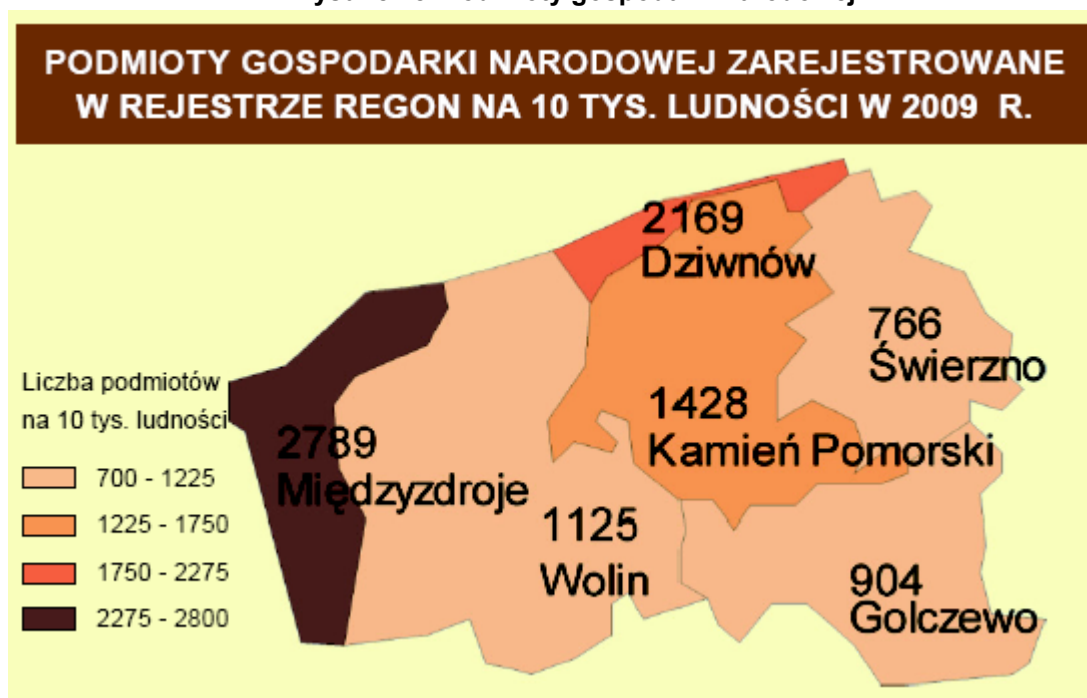 PODMIOTY GOSPODARKI NARODOWEJ ZAREJESTROWANE
W REJESTRZE REGON NA 10 TYS. LUDNOŚCI W 2009 R.
2169
Dziwnów
766
Świerzno
Liczba podmiotów
na 10 tys. ludności
1428
Kamień Pomorski
2789
Międzyzdroje
700 - 1225
1225 - 1750
1750 - 2275
2275 - 2800
1125
Wolin
904
Golczewo